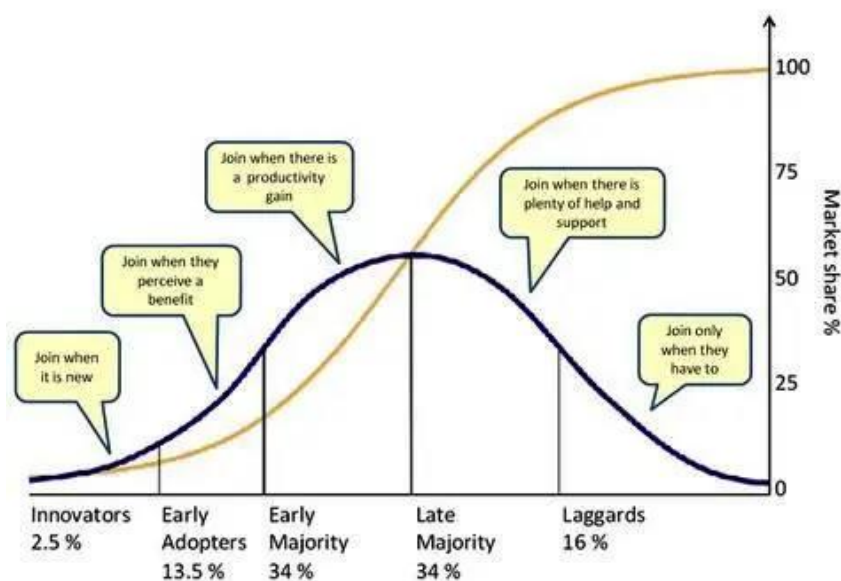 Join when
it is new
Join when they
perceive a
benefit
Join when there is
a productivity
gain
Join when there is
plenty of help and
support
Join only
when they
have to
100
75
50
25
0
Market share %
Innovators
2.5 %
Early
Adopters
13.5 %
Early
Majority
34 %
Late
Majority
34 %
Laggards
16 %